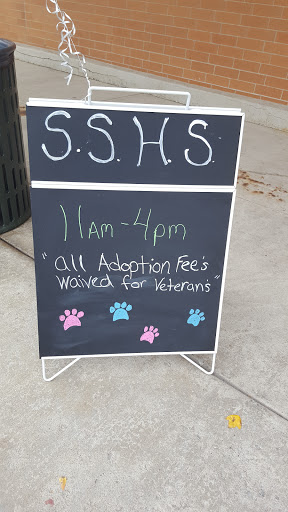 S.S.H.S.
11AM-4pm
"All Adoption Fee's
Waived for Veterans"